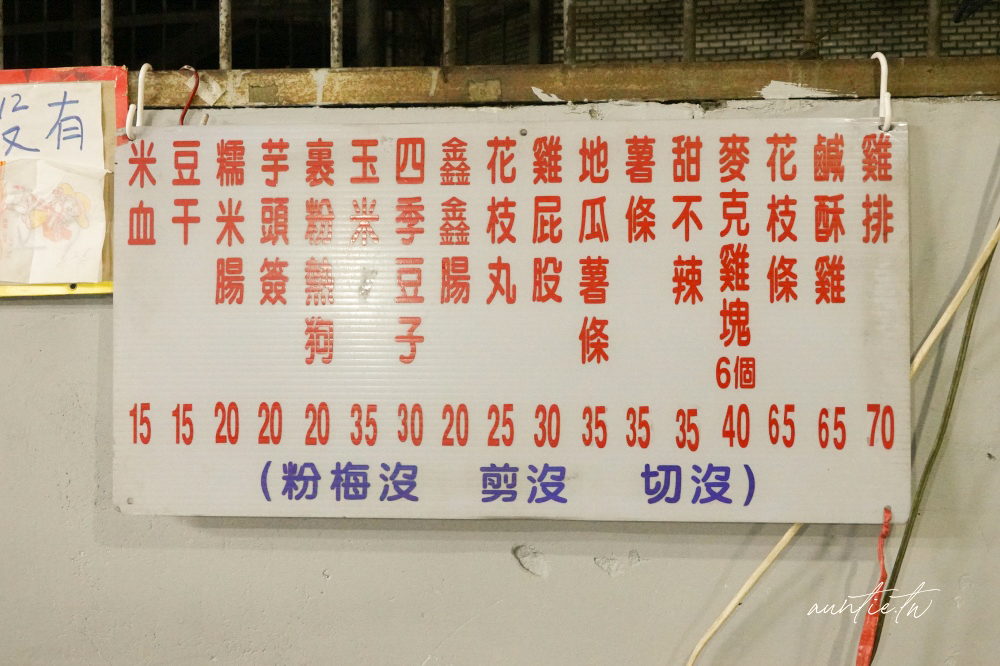 雞排 70
鹹酥雞 65
花枝條 65
麥克雞塊6個 40
甜不辣 35
薯條 35
地瓜薯條 35
雞屁股 30
花枝丸 25
鑫鑫腸 20
四季豆子 30
玉米 35
裹粉熱狗 20
芋頭簽 20
糯米腸 20
豆干 15
米血 15
(粉梅沒 剪沒 切沒)
有
auntie.tw